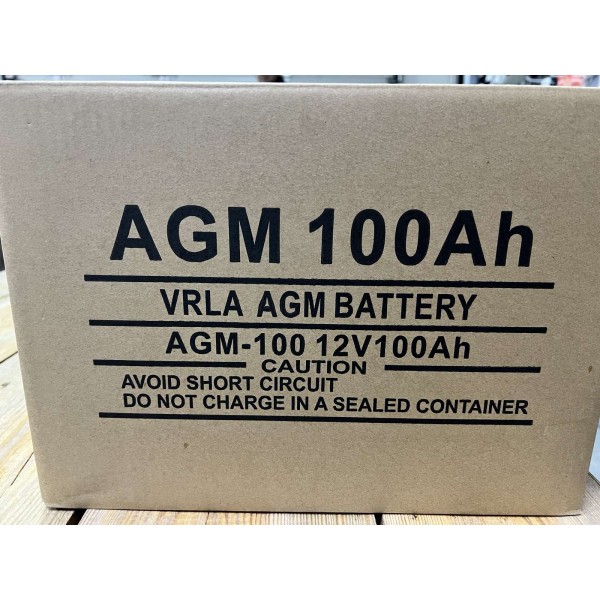 AGM 100Ah
VRLA AGM BATTERY
AGM-100 12V100Ah
CAUTION
AVOID SHORT CIRCUIT
DO NOT CHARGE IN A SEALED CONTAINER